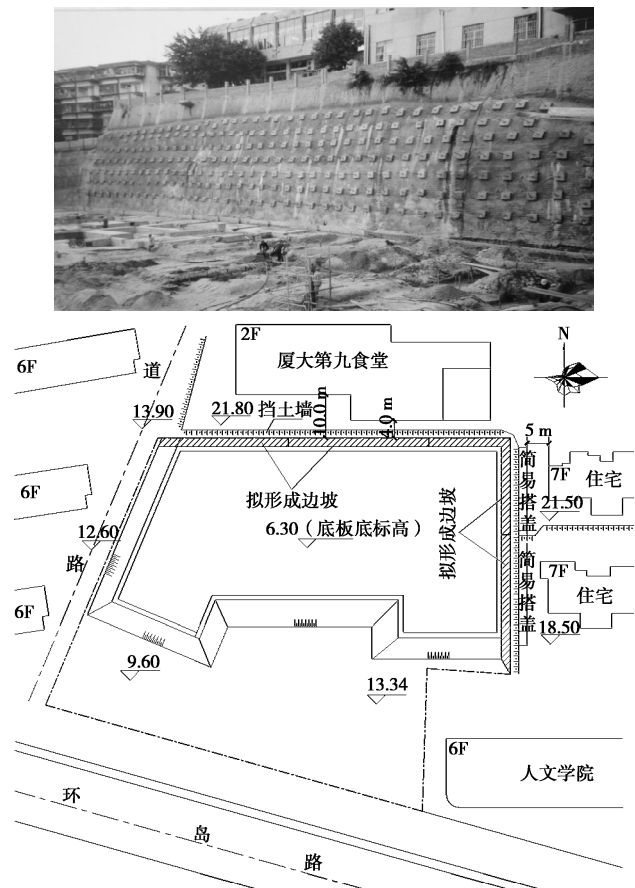 2F
厦大第九食堂
N
6F
道
13.90
21.80 挡土墙
10.0 m
4.0 m
5 m
简易搭盖
7F
住宅
21.50
6F
拟形成边坡
拟形成边坡
6.30（底板底标高）
12.60
路
简易搭盖
7F
住宅
18.50
6F
9.60
13.34
6F
人文学院
环
岛
路